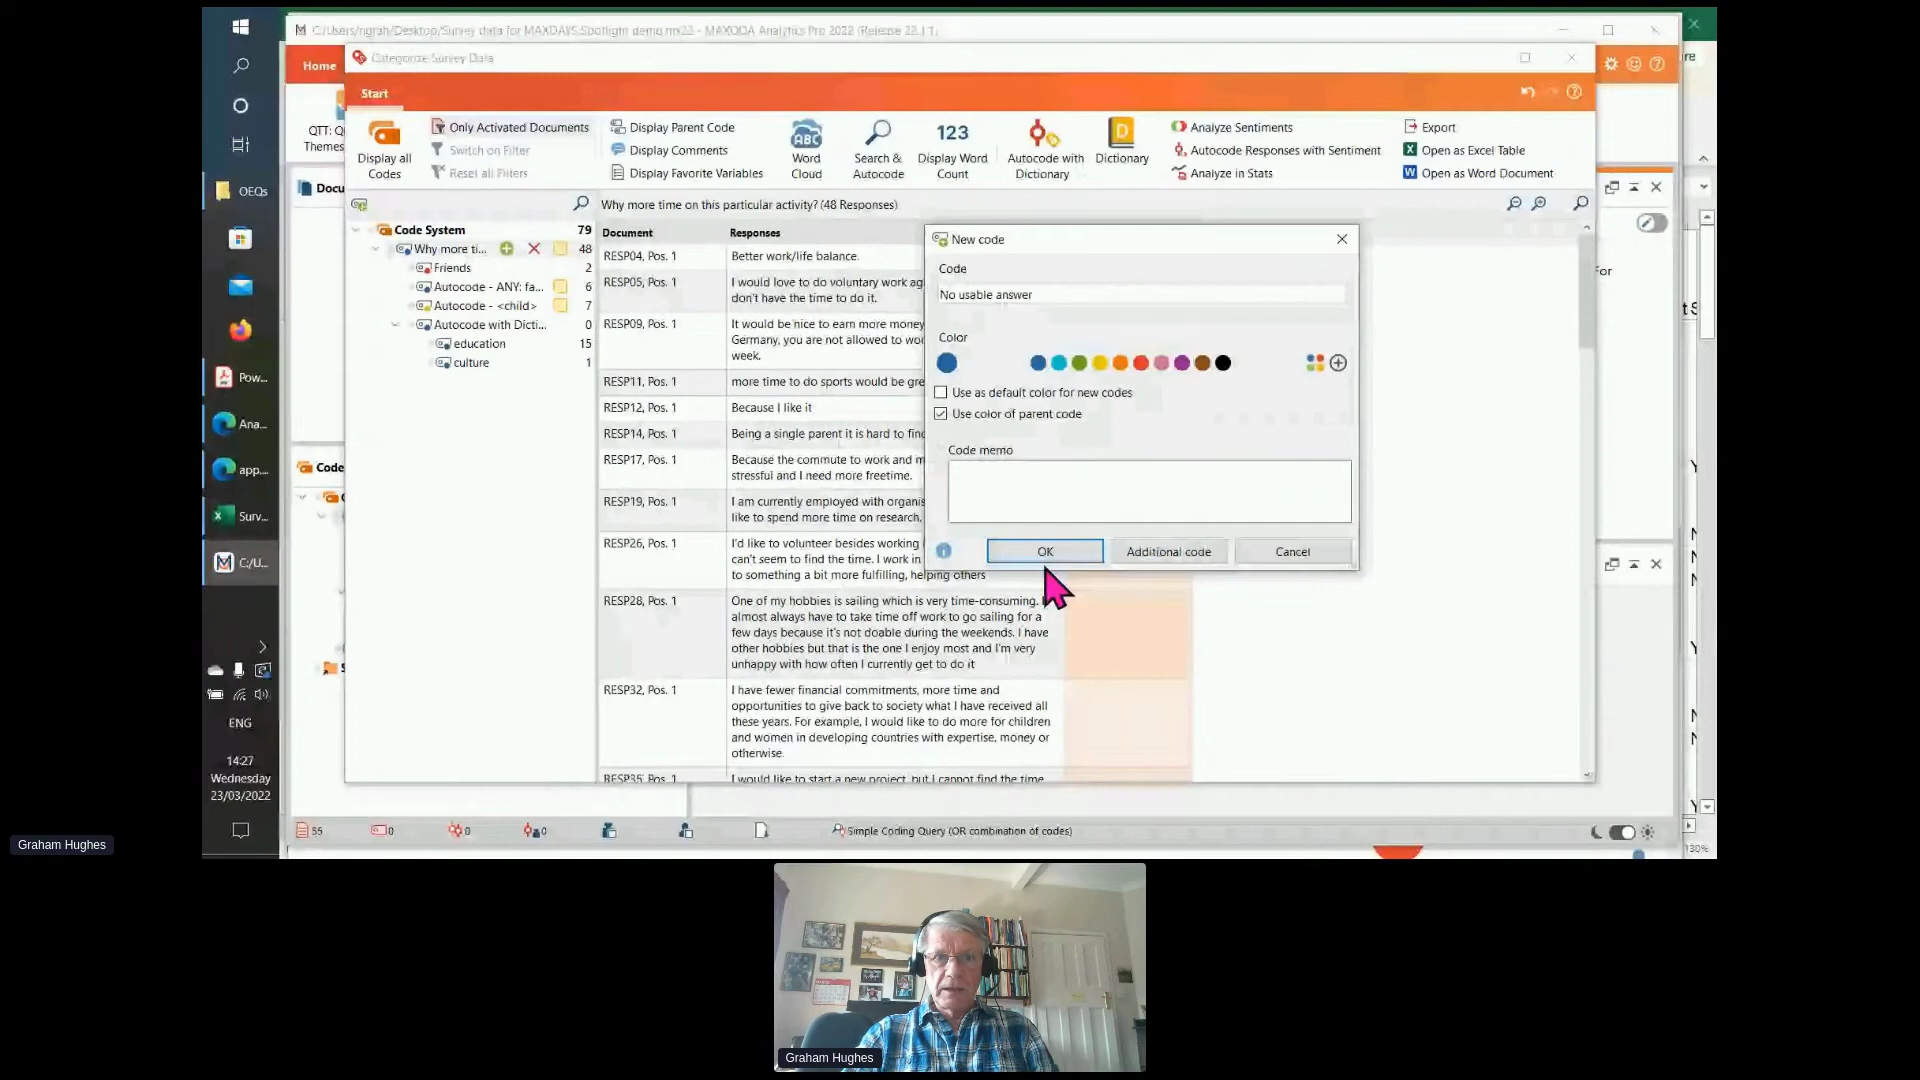 C:/Users/ngrah/Desktop/Survey data for MAXDAYS Spotlight demo.mx22 - MAXQDA Analytics Pro 2022 (Release 22.1.1)
Categorize Survey Data
Home
Start
QTT: Q
Themes
Display all Codes
Only Activated Documents
Switch on Filter
Reset all Filters
Display Parent Code
Display Comments
Display Favorite Variables
Word Cloud
Search & Autocode
123
Display Word Count
Autocode with Dictionary
Dictionary
Analyze Sentiments
Autocode Responses with Sentiment
Analyze in Stats
Export
Open as Excel Table
Open as Word Document
Docu
Code
Code System 79
Why more ti... 48
Friends 2
Autocode - ANY: fa... 6
Autocode - <child> 7
Autocode with Dicti... 0
education 15
culture 1
Why more time on this particular activity? (48 Responses)
Document Responses
RESP04, Pos. 1 Better work/life balance.
RESP05, Pos. 1 I would love to do voluntary work ag
don't have the time to do it.
RESP09, Pos. 1 It would be nice to earn more money
Germany, you are not allowed to wo
week.
RESP11, Pos. 1 more time to do sports would be gre
RESP12, Pos. 1 Because I like it
RESP14, Pos. 1 Being a single parent it is hard to find
RESP17, Pos. 1 Because the commute to work and m
stressful and I need more freetime.
RESP19, Pos. 1 I am currently employed with organis
like to spend more time on research,
RESP26, Pos. 1 I'd like to volunteer besides working
can't seem to find the time. I work in
to something a bit more fulfilling, helping others
RESP28, Pos. 1 One of my hobbies is sailing which is very time-consuming.
almost always have to take time off work to go sailing for a
few days because it's not doable during the weekends. I have
other hobbies but that is the one I enjoy most and I'm very
unhappy with how often I currently get to do it
RESP32, Pos. 1 I have fewer financial commitments, more time and
opportunities to give back to society what I have received all
these years. For example, I would like to do more for children
and women in developing countries with expertise, money or
otherwise.
RESP35, Pos. 1 I would like to start a new project, but I cannot find the time
New code
Code
No usable answer
Color
Use as default color for new codes
Use color of parent code
Code memo
OK
Additional code
Cancel
OEQs
Pow...
Ana...
app...
Surv...
C:/U...
ENG
14:27
Wednesday
23/03/2022
55
0
0
0
Simple Coding Query (OR combination of codes)
For
130%
Graham Hughes
Graham Hughes